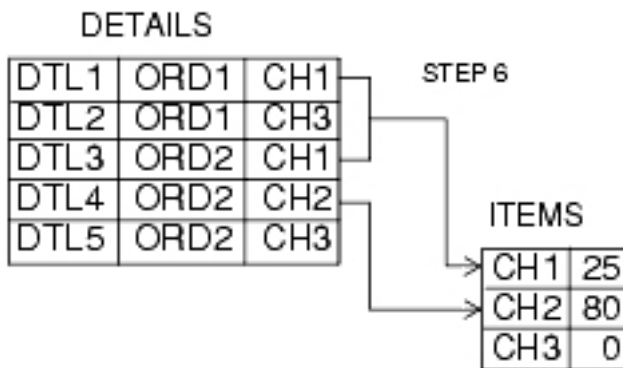 DETAILS
DTL1 ORD1 CH1
DTL2 ORD1 CH3
DTL3 ORD2 CH1
DTL4 ORD2 CH2
DTL5 ORD2 CH3
STEP 6
ITEMS
CH1 25
CH2 80
CH3 0